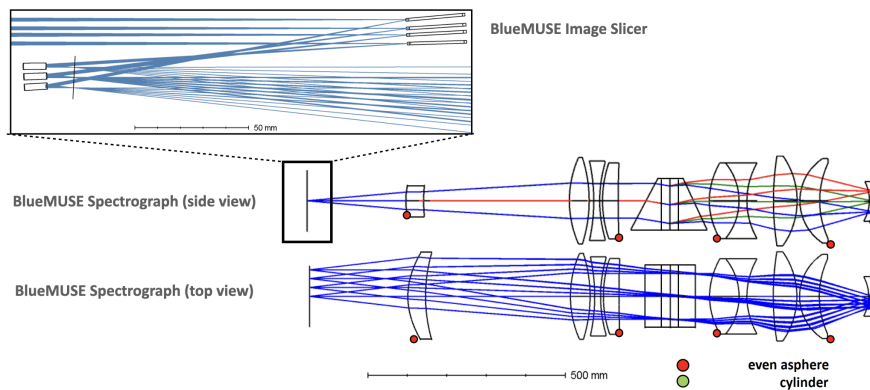 BlueMUSE Image Slicer
50 mm
BlueMUSE Spectrograph (side view)
BlueMUSE Spectrograph (top view)
500 mm
even asphere
cylinder